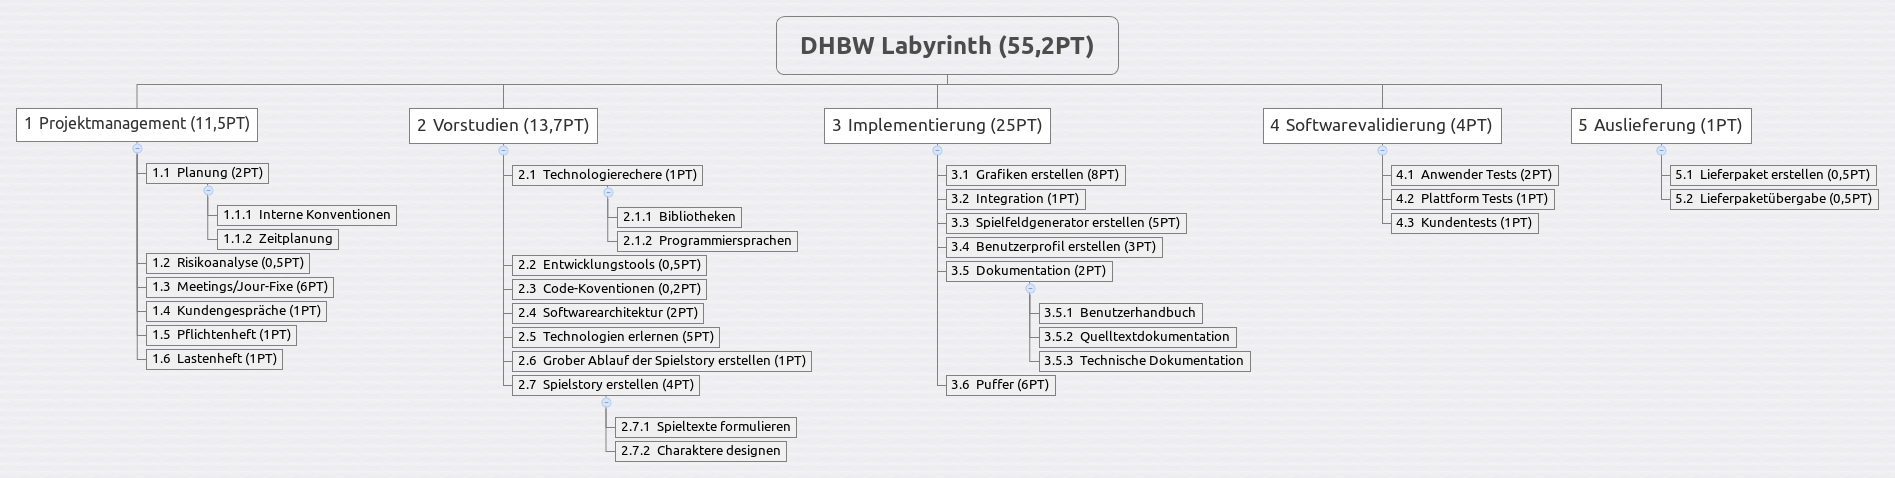 DHBW Labyrinth (55,2PT)
1 Projektmanagement (11,5PT)
1.1 Planung (2PT)
1.1.1 Interne Konventionen
1.1.2 Zeitplanung
1.2 Risikoanalyse (0,5PT)
1.3 Meetings/Jour-Fixe (6PT)
1.4 Kundengespräche (1PT)
1.5 Pflichtenheft (1PT)
1.6 Lastenheft (1PT)
2 Vorstudien (13,7PT)
2.1 Technologierechere (1PT)
2.1.1 Bibliotheken
2.1.2 Programmiersprachen
2.2 Entwicklungstools (0,5PT)
2.3 Code-Koventionen (0,2PT)
2.4 Softwarearchitektur (2PT)
2.5 Technologien erlernen (5PT)
2.6 Grober Ablauf der Spielstory erstellen (1PT)
2.7 Spielstory erstellen (4PT)
2.7.1 Spieltexte formulieren
2.7.2 Charaktere designen
3 Implementierung (25PT)
3.1 Grafiken erstellen (8PT)
3.2 Integration (1PT)
3.3 Spielfeldgenerator erstellen (5PT)
3.4 Benutzerprofil erstellen (3PT)
3.5 Dokumentation (2PT)
3.5.1 Benutzerhandbuch
3.5.2 Quelltextdokumentation
3.5.3 Technische Dokumentation
3.6 Puffer (6PT)
4 Softwarevalidierung (4PT)
4.1 Anwender Tests (2PT)
4.2 Plattform Tests (1PT)
4.3 Kundentests (1PT)
5 Auslieferung (1PT)
5.1 Lieferpaket erstellen (0,5PT)
5.2 Lieferpaketübergabe (0,5PT)